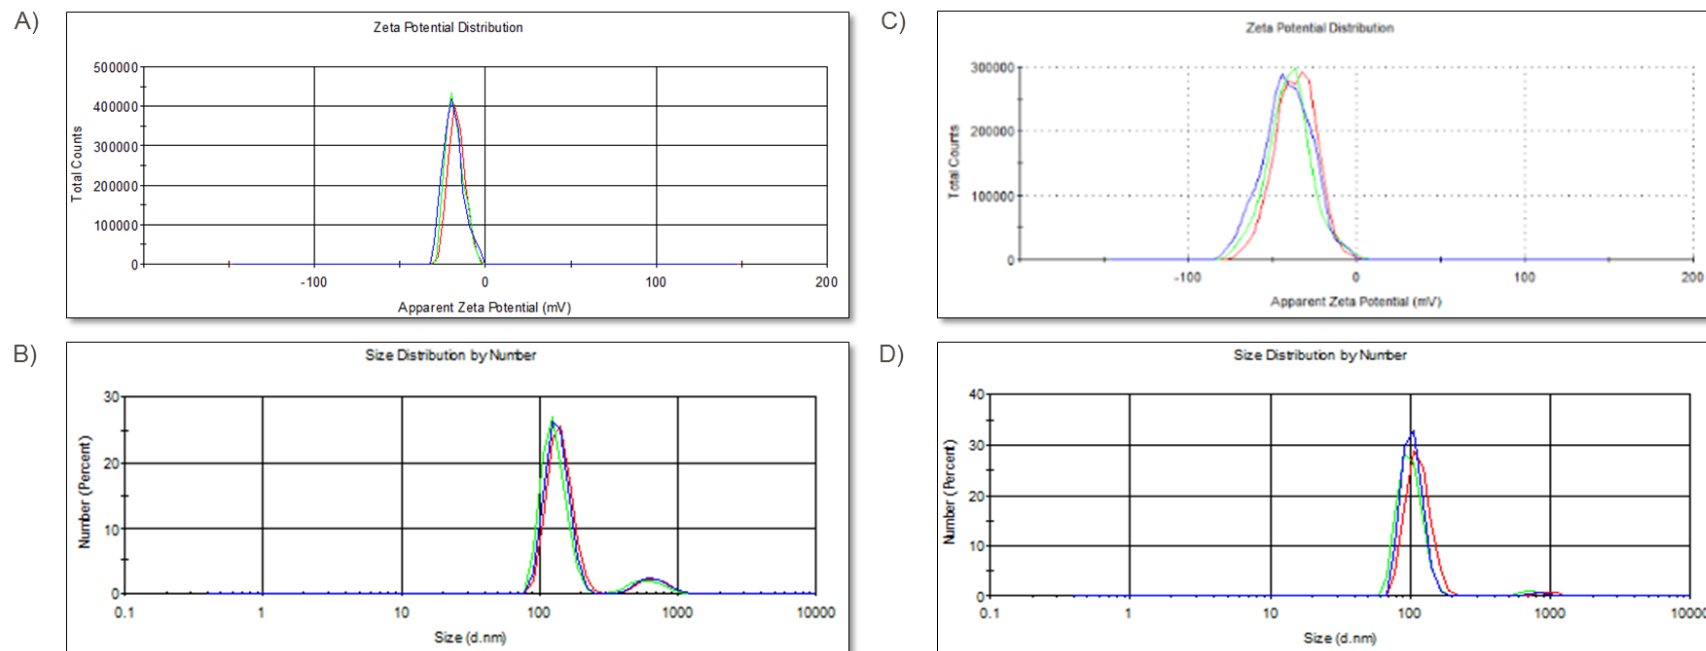 A)
Zeta Potential Distribution
500000
400000
300000
200000
100000
0
Total Counts
-100 0 100 200
Apparent Zeta Potential (mV)
B)
Size Distribution by Number
30
20
10
0
Number (Percent)
0.1 1 10 100 1000 10000
Size (d.nm)
C)
Zeta Potential Distribution
300000
200000
100000
0
Total Counts
-100 0 100 200
Apparent Zeta Potential (mV)
D)
Size Distribution by Number
40
30
20
10
0
Number (Percent)
0.1 1 10 100 1000 10000
Size (d.nm)